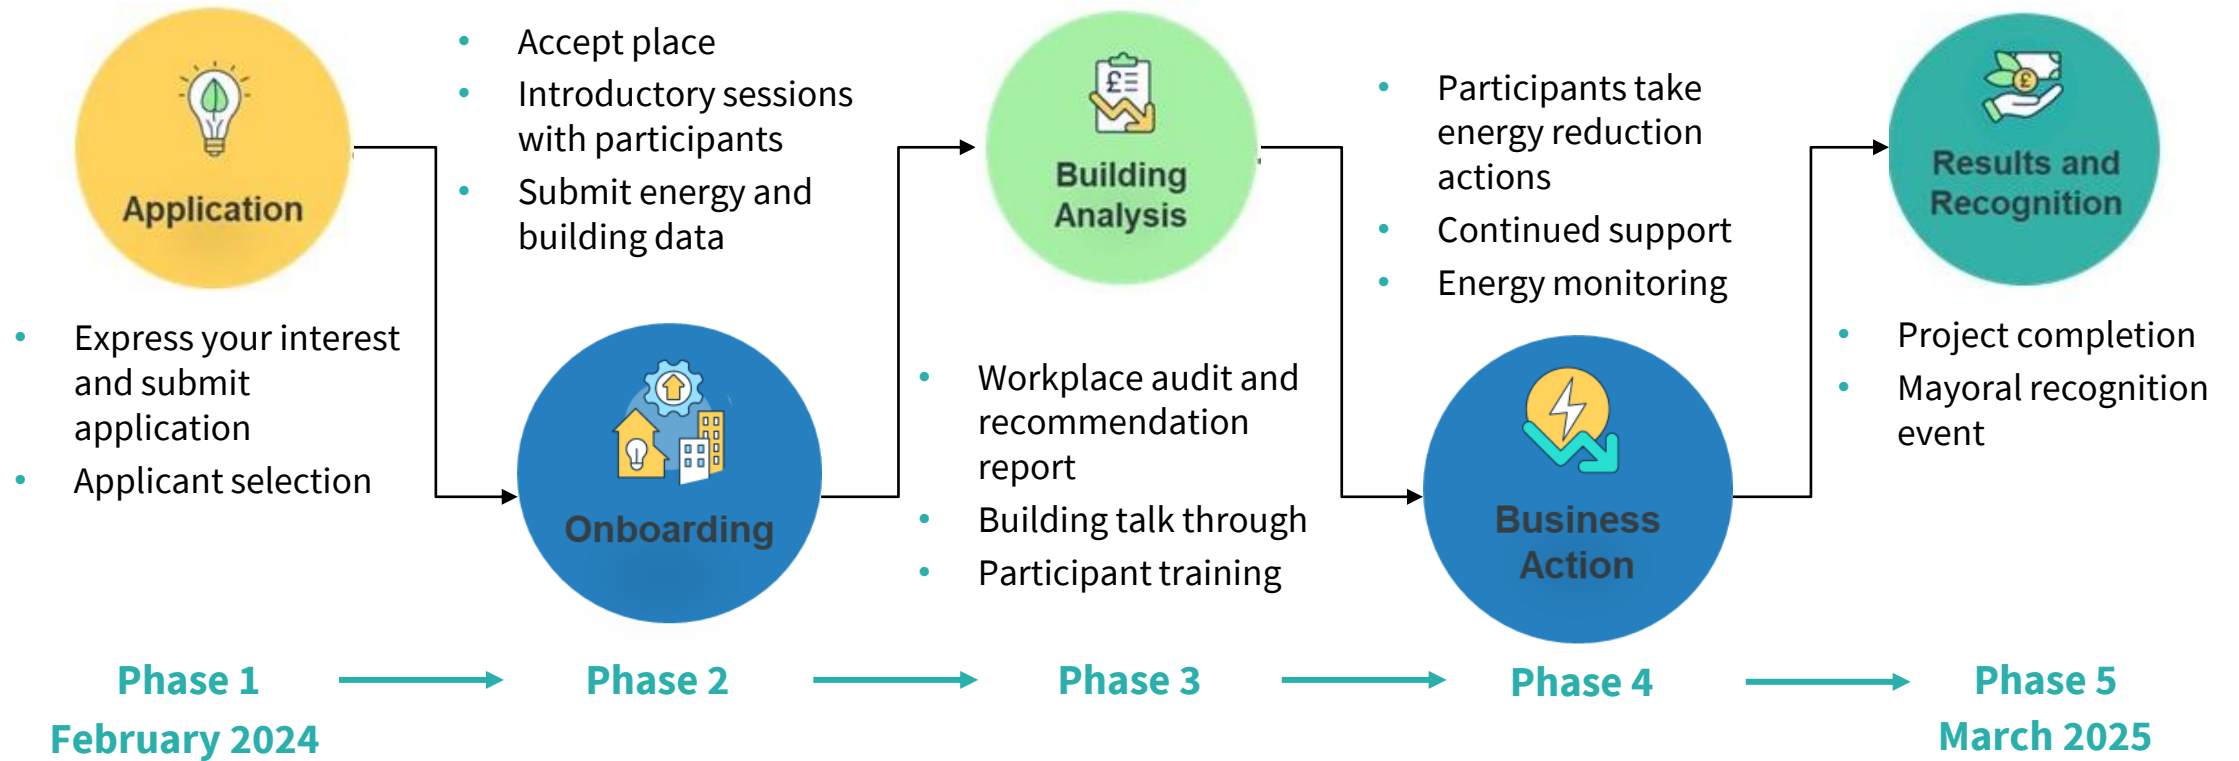 Application
• Express your interest
and submit
application
• Applicant selection
• Accept place
• Introductory sessions
with participants
• Submit energy and
building data
Onboarding
£
Building
Analysis
• Workplace audit and
recommendation
report
• Building talk through
• Participant training
• Participants take
energy reduction
actions
• Continued support
• Energy monitoring
Business
Action
£
Results and
Recognition
• Project completion
• Mayoral recognition
event
Phase 1
February 2024
Phase 2
Phase 3
Phase 4
Phase 5
March 2025